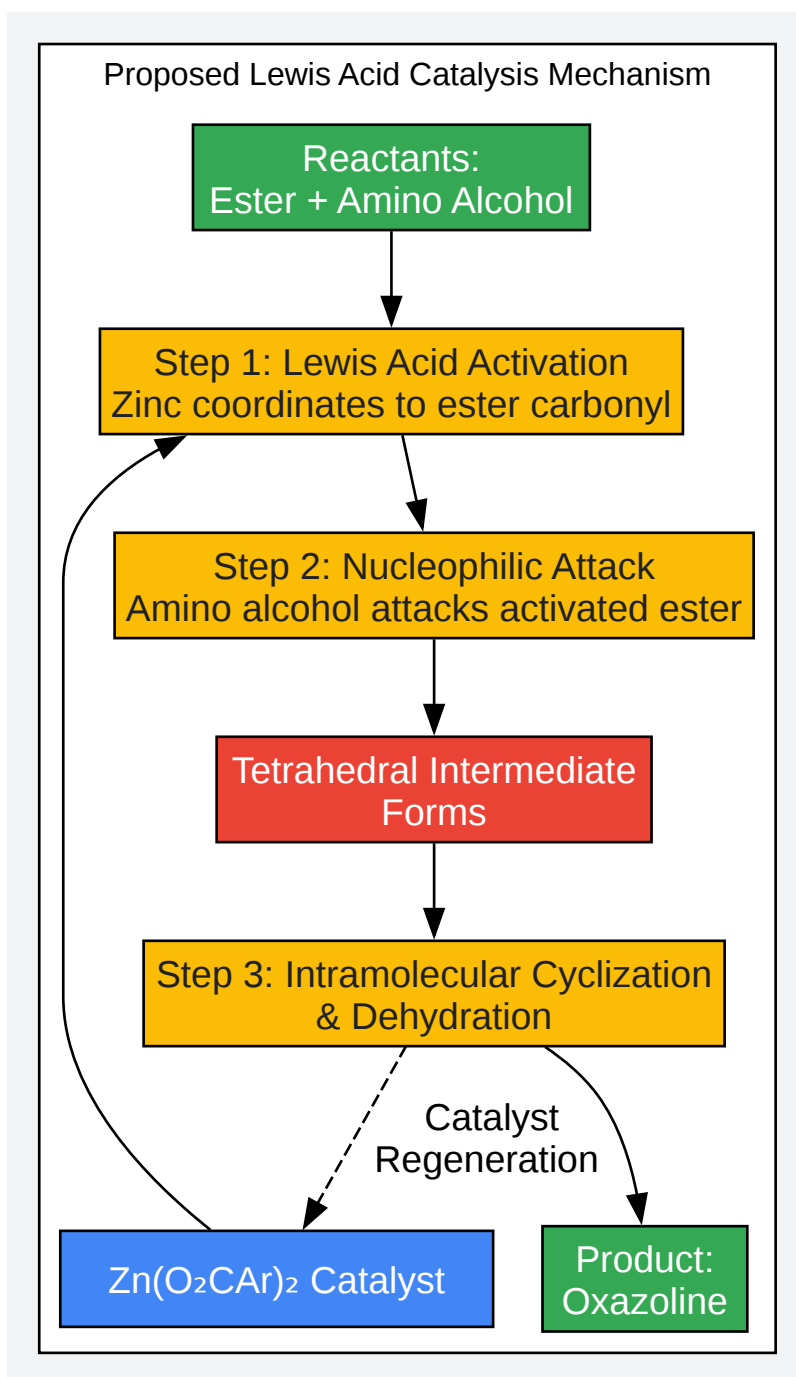 Proposed Lewis Acid Catalysis Mechanism
Reactants:
Ester + Amino Alcohol
Step 1: Lewis Acid Activation
Zinc coordinates to ester carbonyl
Step 2: Nucleophilic Attack
Amino alcohol attacks activated ester
Tetrahedral Intermediate
Forms
Step 3: Intramolecular Cyclization
& Dehydration
Catalyst
Regeneration
Zn(O₂CAr)₂ Catalyst
Product:
Oxazoline